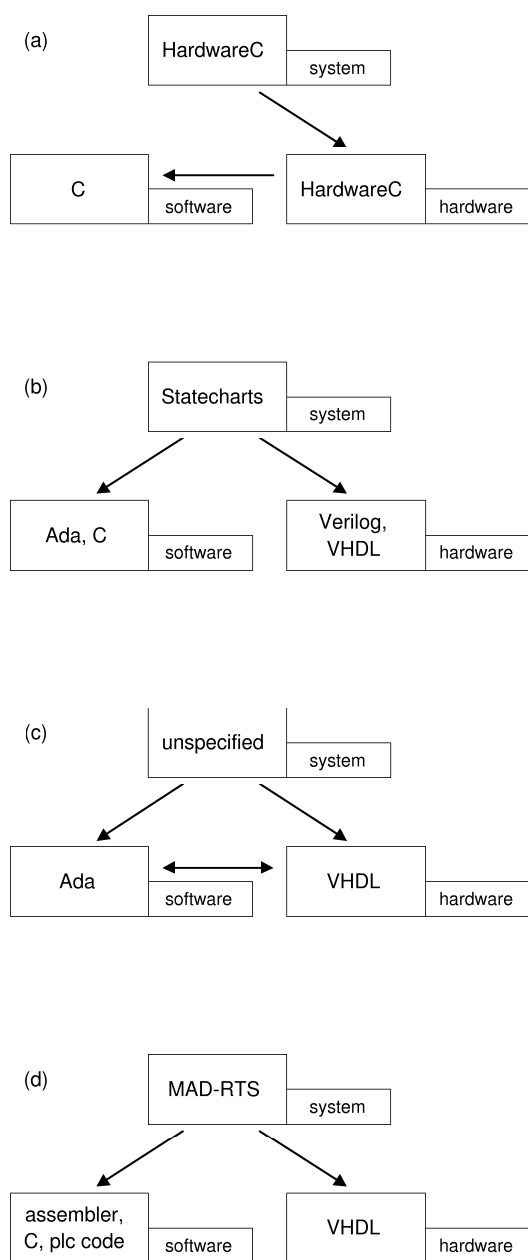 (a)
HardwareC
system
C
software
HardwareC
hardware
(b)
Statecharts
system
Ada, C
software
Verilog,
VHDL
hardware
(c)
unspecified
system
Ada
software
VHDL
hardware
(d)
MAD-RTS
system
assembler,
C, plc code
software
VHDL
hardware